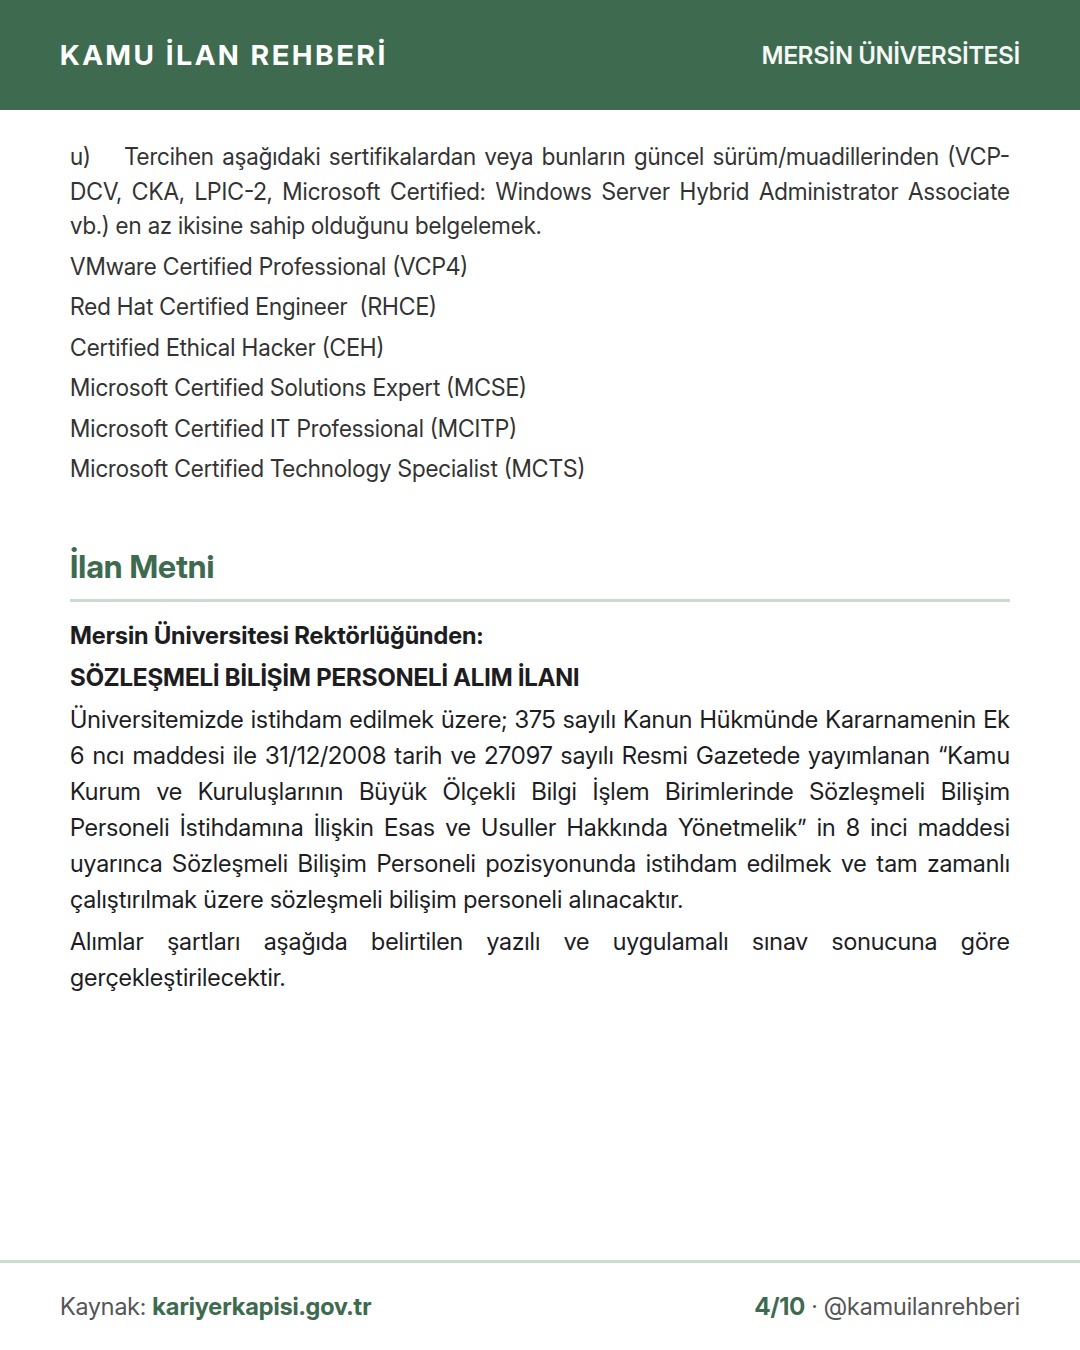 KAMU İLAN REHBERİ
MERSİN ÜNİVERSİTESİ
u) Tercihen aşağıdaki sertifikalardan veya bunların güncel sürüm/muadillerinden (VCP-
DCV, CKA, LPIC-2, Microsoft Certified: Windows Server Hybrid Administrator Associate
vb.) en az ikisine sahip olduğunu belgelemek.
VMware Certified Professional (VCP4)
Red Hat Certified Engineer  (RHCE)
Certified Ethical Hacker (CEH)
Microsoft Certified Solutions Expert (MCSE)
Microsoft Certified IT Professional (MCITP)
Microsoft Certified Technology Specialist (MCTS)
İlan Metni
Mersin Üniversitesi Rektörlüğünden:
SÖZLEŞMELİ BİLİŞİM PERSONELİ ALIM İLANI
Üniversitemizde istihdam edilmek üzere; 375 sayılı Kanun Hükmünde Kararnamenin Ek
6 ncı maddesi ile 31/12/2008 tarih ve 27097 sayılı Resmi Gazetede yayımlanan “Kamu
Kurum ve Kuruluşlarının Büyük Ölçekli Bilgi İşlem Birimlerinde Sözleşmeli Bilişim
Personeli İstihdamına İlişkin Esas ve Usuller Hakkında Yönetmelik” in 8 inci maddesi
uyarınca Sözleşmeli Bilişim Personeli pozisyonunda istihdam edilmek ve tam zamanlı
çalıştırılmak üzere sözleşmeli bilişim personeli alınacaktır.
Alımlar şartları aşağıda belirtilen yazılı ve uygulamalı sınav sonucuna göre
gerçekleştirilecektir.
Kaynak: kariyerkapisi.gov.tr
4/10 · @kamuilanrehberi